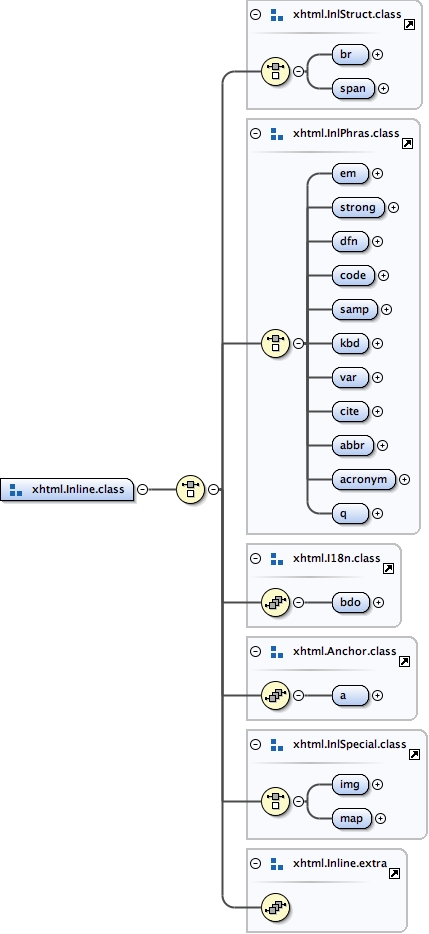 xhtml.InlStruct.class
br
span
xhtml.InlPhras.class
em
strong
dfn
code
samp
kbd
var
cite
abbr
acronym
q
xhtml.Inline.class
xhtml.I18n.class
bdo
xhtml.Anchor.class
a
xhtml.InlSpecial.class
img
map
xhtml.Inline.extra